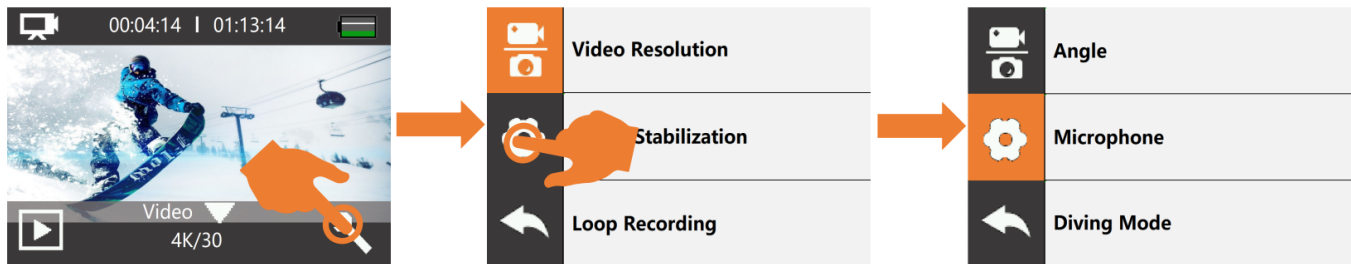 00:04:14 | 01:13:14
Video
4K/30
Video Resolution
Stabilization
Loop Recording
Angle
Microphone
Diving Mode